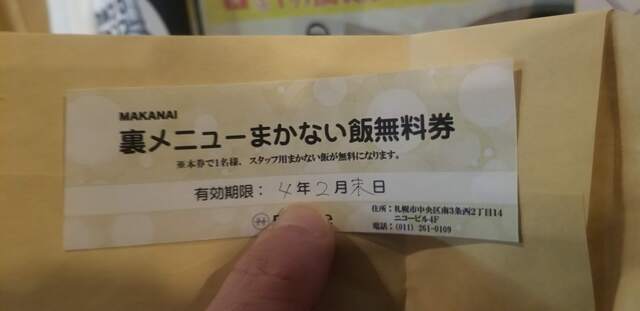 MAKANAI
裏メニューまかない飯無料券
※本券で1名様、スタッフ用まかない飯が無料になります。
有効期限： 4年2月末日
住所：札幌市中央区南3条西2丁目14
ニコービル4F
電話：(011) 261-0109